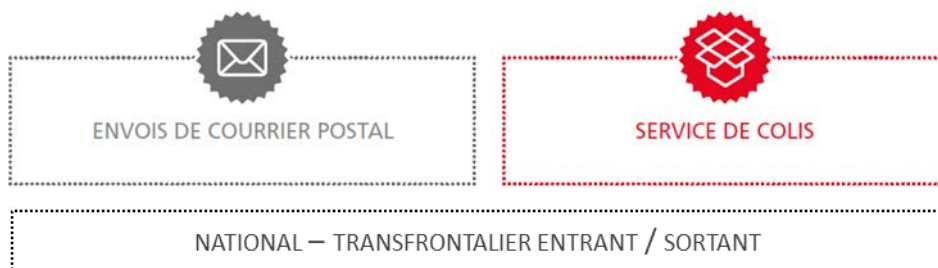 ENVOIS DE COURRIER POSTAL
SERVICE DE COLIS
NATIONAL – TRANSFRONTALIER ENTRANT / SORTANT